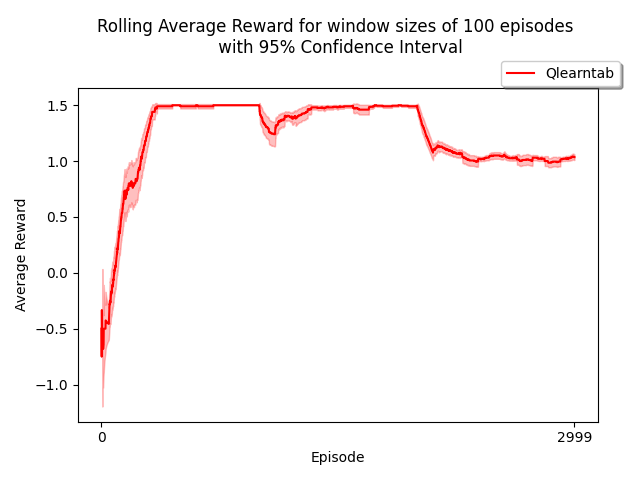 Rolling Average Reward for window sizes of 100 episodes
with 95% Confidence Interval
Qlearntab
1.5
1.0
0.5
0.0
−0.5
−1.0
Average Reward
0
2999
Episode